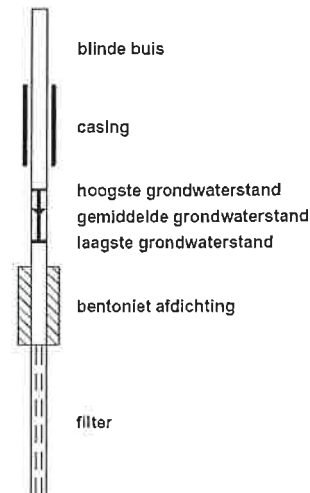 blinde buis
casing
hoogste grondwaterstand
gemiddelde grondwaterstand
laagste grondwaterstand
bentoniet afdichting
filter